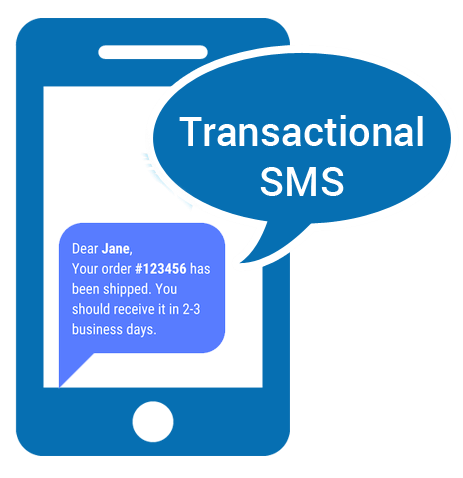 Transactional
SMS
Dear Jane,
Your order #123456 has
been shipped. You
should receive it in 2-3
business days.